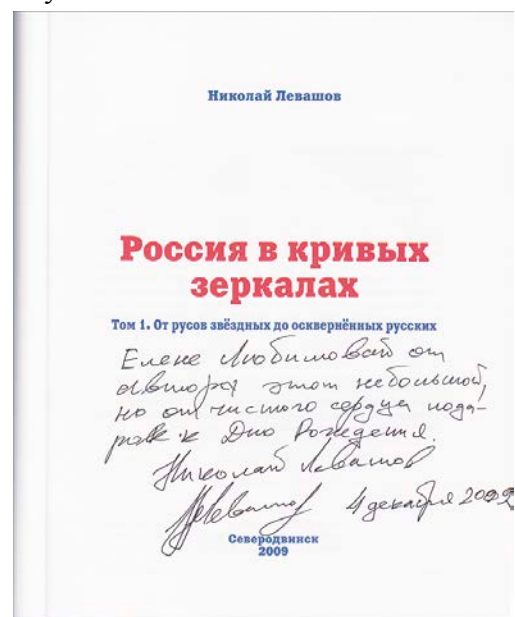 Николай Левашов
Россия в кривых
зеркалах
Том 1. От русов звёздных до осквернённых русских
Елене Любимовой от
автора этот небольшой,
но от чистого сердца пода-
рок к Дню Рождения.
Николай Левашов
4 декабря 2009
Северодвинск
2009